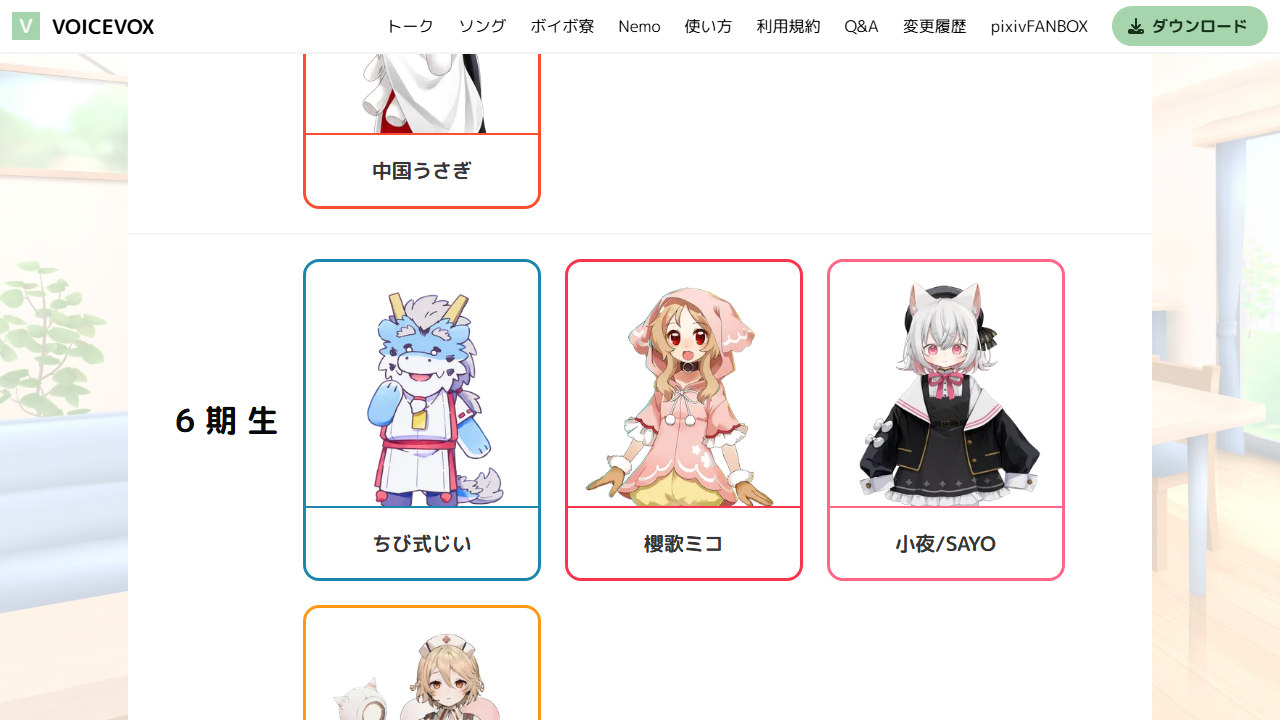 V VOICEVOX トーク ソング ボイボ寮 Nemo 使い方 利用規約 Q&A 変更履歴 pixivFANBOX ダウンロード
中国うさぎ
6期生
ちび式じい 櫻歌ミコ 小夜/SAYO